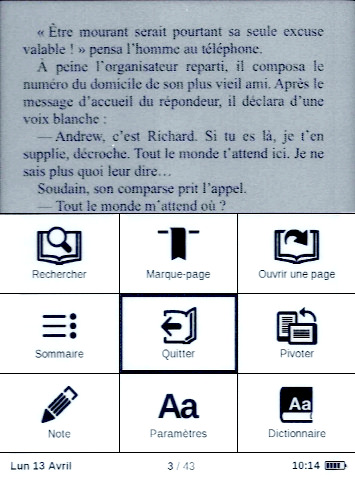 « Être mourant serait pourtant sa seule excuse
valable ! » pensa l'homme au téléphone.
À peine l'organisateur reparti, il composa le
numéro du domicile de son plus vieil ami. Après le
message d'accueil du répondeur, il déclara d'une
voix blanche :
— Andrew, c'est Richard. Si tu es là, je t'en
supplie, décroche. Tout le monde t'attend ici. Je ne
sais plus quoi leur dire…
Soudain, son comparse prit l'appel.
— Tout le monde m'attend où ?
Rechercher Marque-page Ouvrir une page
Sommaire Quitter Pivoter
Aa Aa
Note Paramètres Dictionnaire
Lun 13 Avril 3 / 43 10:14